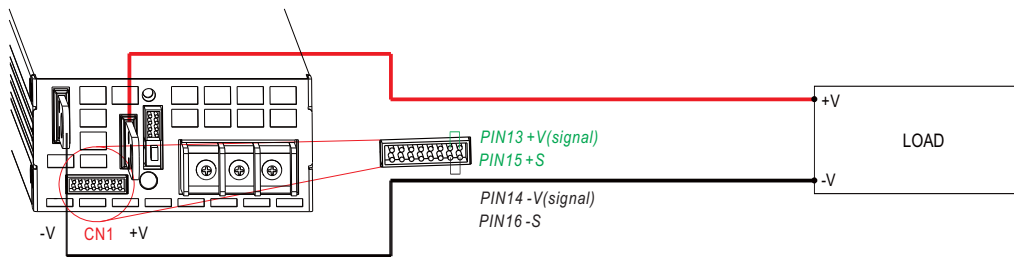 PIN13 +V(signal)
PIN15 +S
PIN14 -V(signal)
PIN16 -S
+V
LOAD
-V
-V
CN1
+V